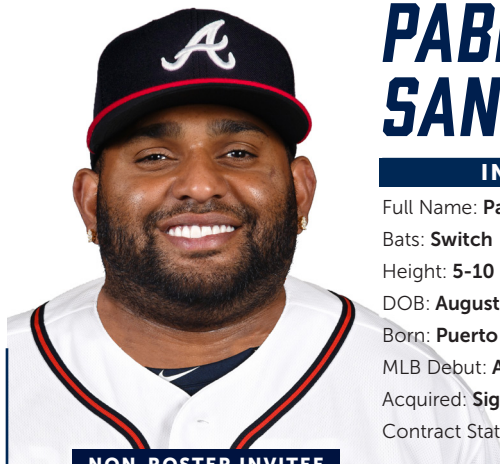 A
PAB
SAN
IN
Full Name: Pa
Bats: Switch
Height: 5-10
DOB: August
Born: Puerto
MLB Debut: A
Acquired: Sig
Contract Stat
NON-ROSTER INVITEE